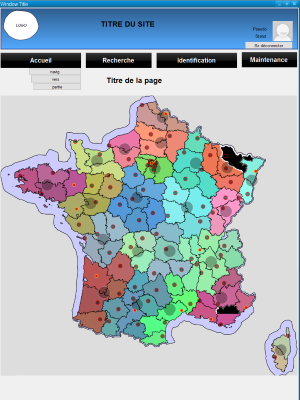 Window Title
LOGO
TITRE DU SITE
Pseudo
Statut
Se déconnecter
Accueil
Recherche
Identification
Maintenance
navig
vers
partie
Titre de la page